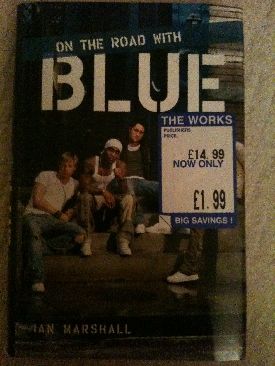 ON THE ROAD WITH
BLUE
THE WORKS
PUBLISHERS
PRICE
£14.99
NOW ONLY
£1.99
BIG SAVINGS !
IAN MARSHALL